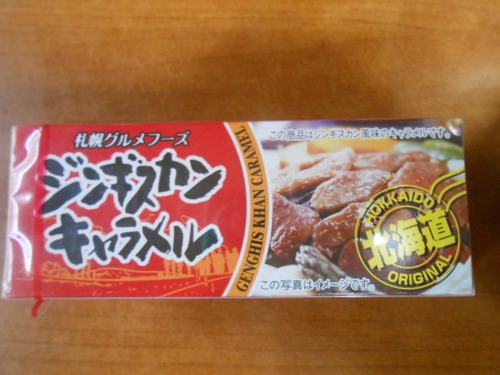 札幌グルメフーズ
ジンギスカン
キャラメル
GENGHIS KHAN CARAMEL
この商品はジンギスカン風味のキャラメルです。
HOKKAIDO
北海道
ORIGINAL
この写真はイメージです。